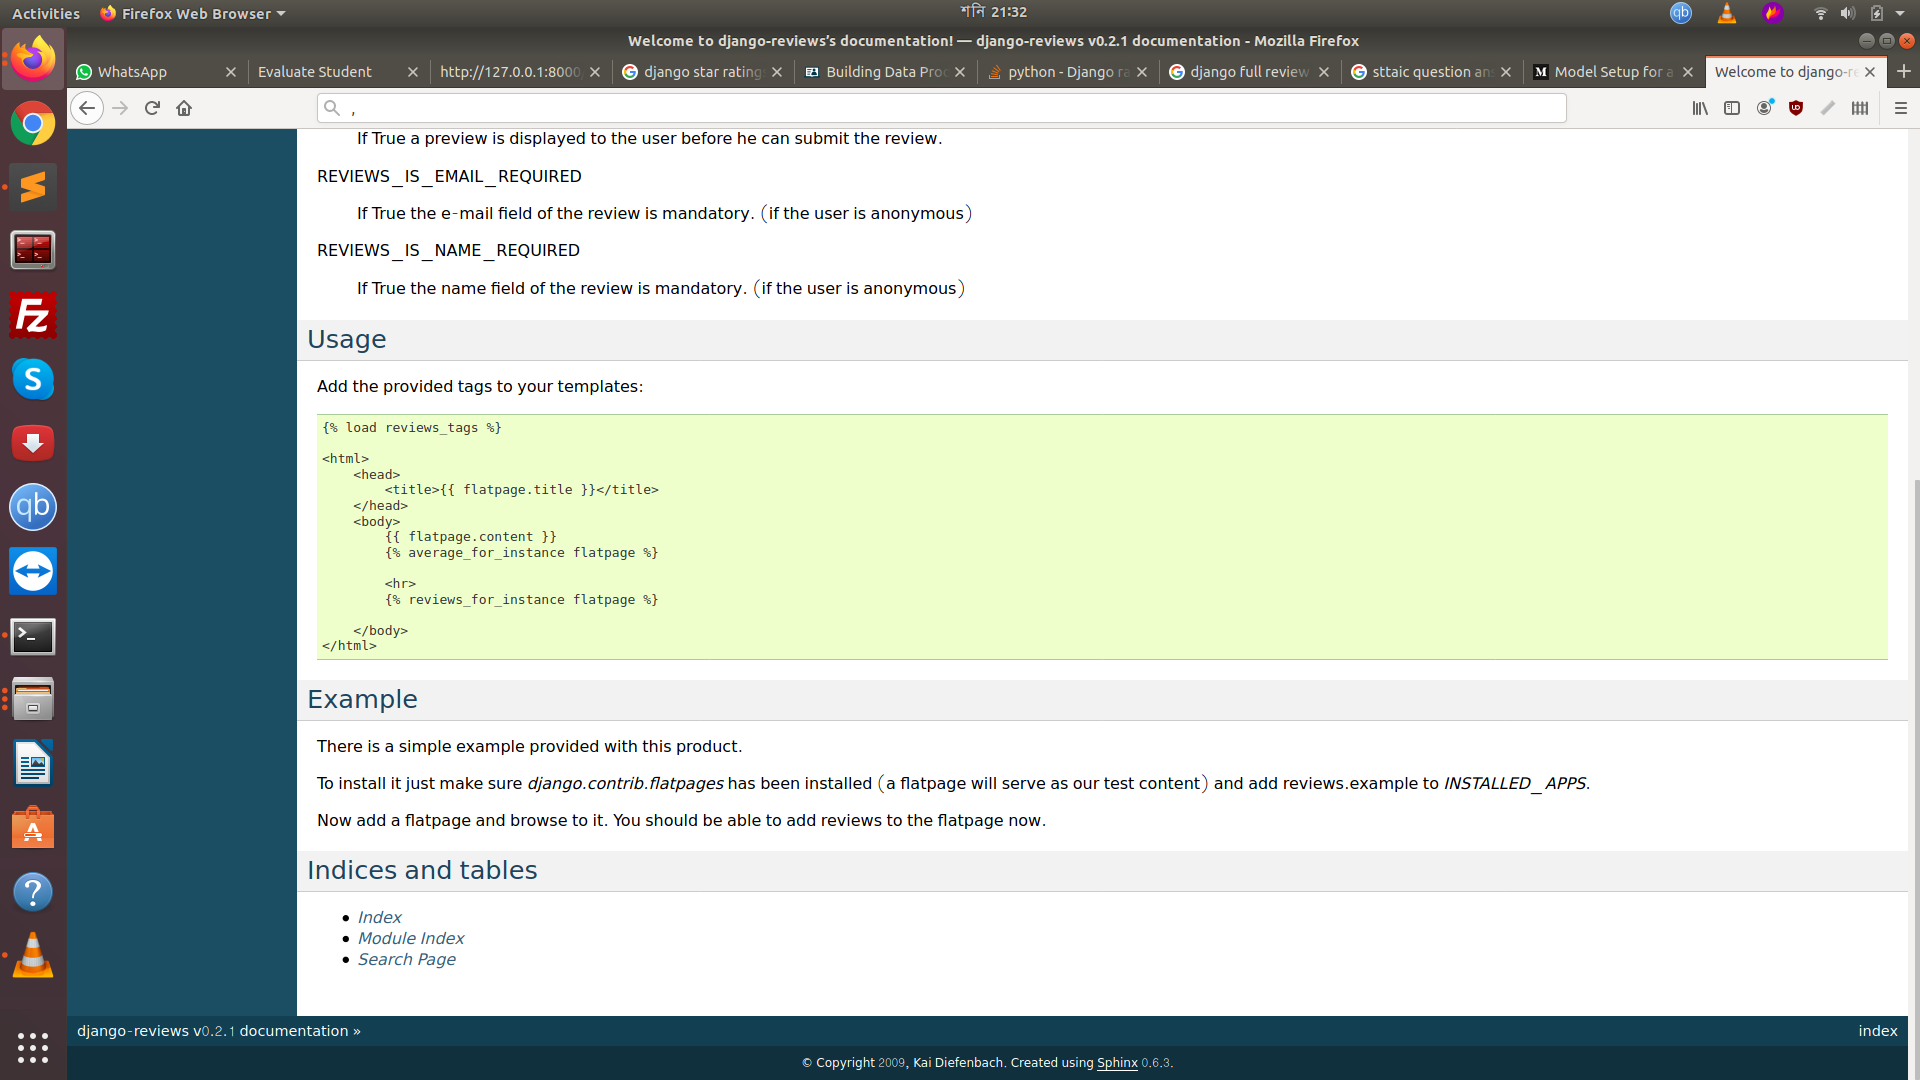 Activities
Firefox Web Browser
শনি 21:32
Welcome to django-reviews’s documentation! — django-reviews v0.2.1 documentation - Mozilla Firefox
WhatsApp
Evaluate Student
http://127.0.0.1:8000
django star rating
Building Data Pro
python - Django ra
django full review
sttaic question an
Model Setup for a
Welcome to django-re
,
If True a preview is displayed to the user before he can submit the review.
REVIEWS_IS_EMAIL_REQUIRED
If True the e-mail field of the review is mandatory. (if the user is anonymous)
REVIEWS_IS_NAME_REQUIRED
If True the name field of the review is mandatory. (if the user is anonymous)
Usage
Add the provided tags to your templates:
{% load reviews_tags %}
<html>
<head>
<title>{{ flatpage.title }}</title>
</head>
<body>
{{ flatpage.content }}
{% average_for_instance flatpage %}
<hr>
{% reviews_for_instance flatpage %}
</body>
</html>
Example
There is a simple example provided with this product.
To install it just make sure django.contrib.flatpages has been installed (a flatpage will serve as our test content) and add reviews.example to INSTALLED_APPS.
Now add a flatpage and browse to it. You should be able to add reviews to the flatpage now.
Indices and tables
Index
Module Index
Search Page
django-reviews v0.2.1 documentation »
index
© Copyright 2009, Kai Diefenbach. Created using Sphinx 0.6.3.